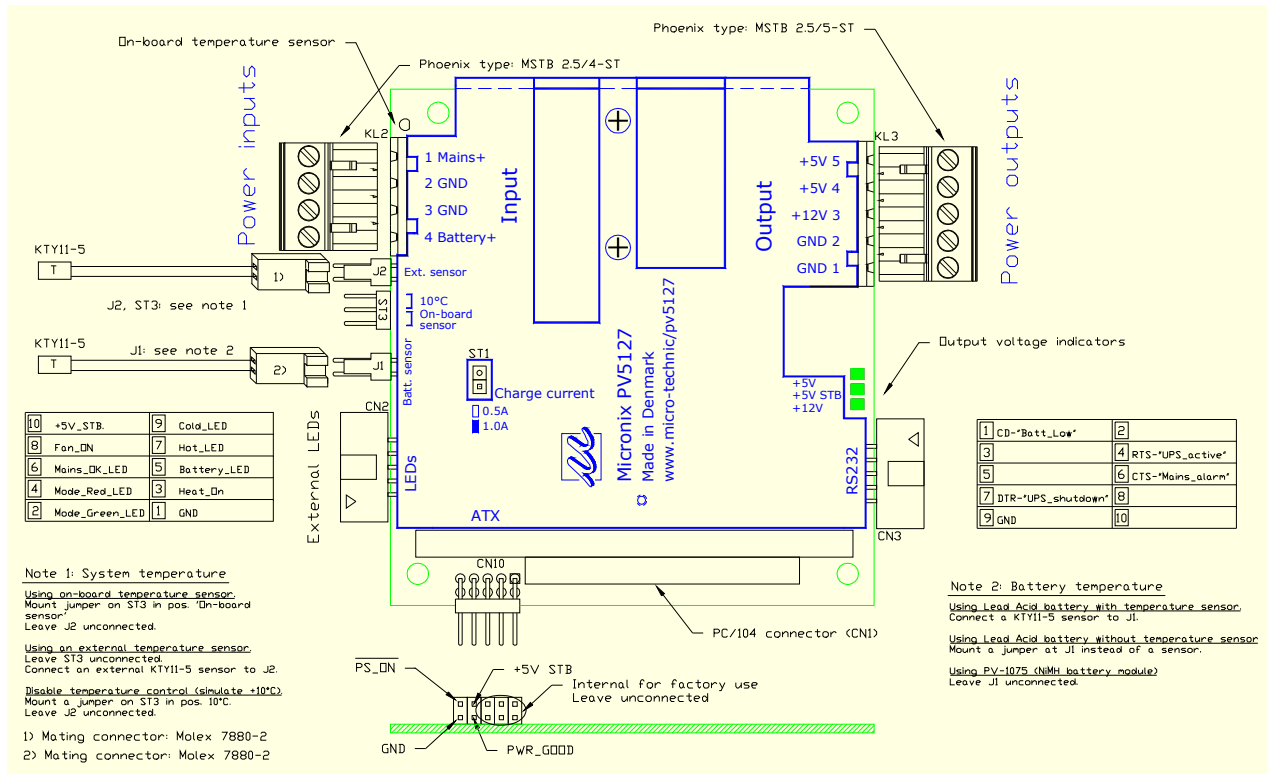 On-board temperature sensor
Phoenix type: MSTB 2.5/5-ST
Phoenix type: MSTB 2.5/4-ST
Power inputs
Power outputs
KL2
KL3
1 Mains+
2 GND
3 GND
4 Battery+
Input
Output
+5V 5
+5V 4
+12V 3
GND 2
GND 1
KTY11-5
T
1)
J2
Ext. sensor
J2, ST3: see note 1
ST3
10°C
On-board
sensor
KTY11-5
T
J1: see note 2
2)
J1
Batt. sensor
ST1
Charge current
0.5A
1.0A
Micronix PV5127
Made in Denmark
www.micro-technic/pv5127
Output voltage indicators
+5V
+5V STB
+12V
CN2
External LEDs
LEDs
RS232
CN3
ATX
10 +5V_STB. 9 Cold_LED
8 Fan_ON 7 Hot_LED
6 Mains_OK_LED 5 Battery_LED
4 Mode_Red_LED 3 Heat_On
2 Mode_Green_LED 1 GND
1 CD-"Batt_Low" 2
3 4 RTS-"UPS_active"
5 6 CTS-"Mains_alarm"
7 DTR-"UPS_shutdown" 8
9 GND 10
CN10
PC/104 connector (CN1)
Note 1: System temperature
Using on-board temperature sensor.
Mount jumper on ST3 in pos. 'On-board
sensor'
Leave J2 unconnected.
Using an external temperature sensor.
Leave ST3 unconnected.
Connect an external KTY11-5 sensor to J2.
Disable temperature control (simulate +10°C).
Mount a jumper on ST3 in pos. 10°C.
Leave J2 unconnected.
1) Mating connector: Molex 7880-2
2) Mating connector: Molex 7880-2
PS_ON
+5V STB
Internal for factory use
Leave unconnected
GND
PWR_GOOD
Note 2: Battery temperature
Using Lead Acid battery with temperature sensor.
Connect a KTY11-5 sensor to J1.
Using Lead Acid battery without temperature sensor
Mount a jumper at J1 instead of a sensor.
Using PV-1075 (NiMH battery module)
Leave J1 unconnected.